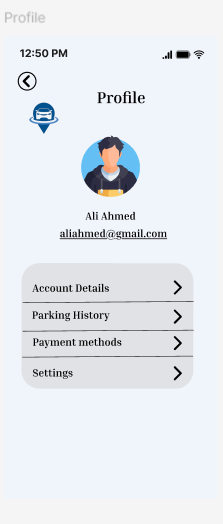 Profile
12:50 PM
Profile
Ali Ahmed
aliahmed@gmail.com
Account Details
Parking History
Payment methods
Settings